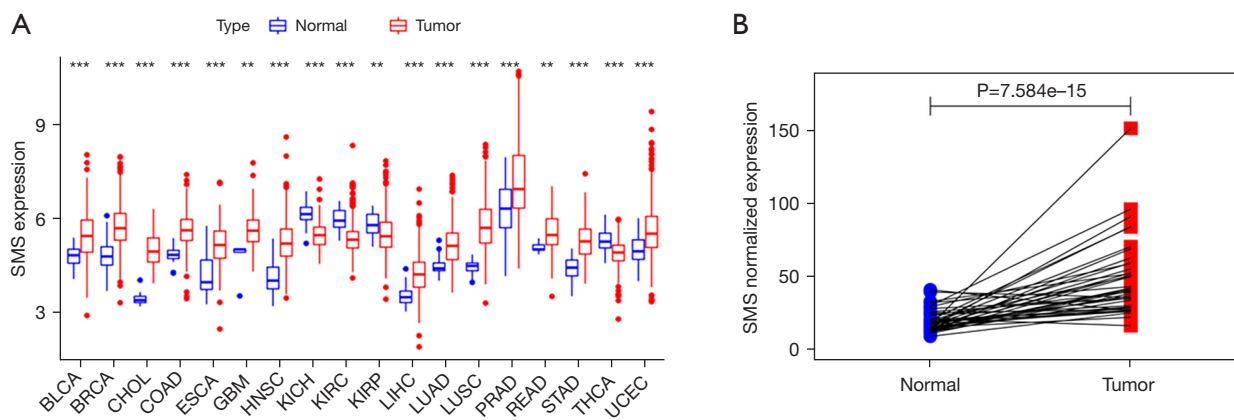 A
Type Normal Tumor
*** *** *** *** *** ** *** *** *** ** *** *** *** *** ** *** *** ***
9
6
3
SMS expression
BLCA BRCA CHOL COAD ESCA GBM HNSC KICH KIRC KIRP LIHC LUAD LUSC PRAD READ STAD THCA UCEC
B
P=7.584e–15
150
100
50
0
SMS normalized expression
Normal Tumor